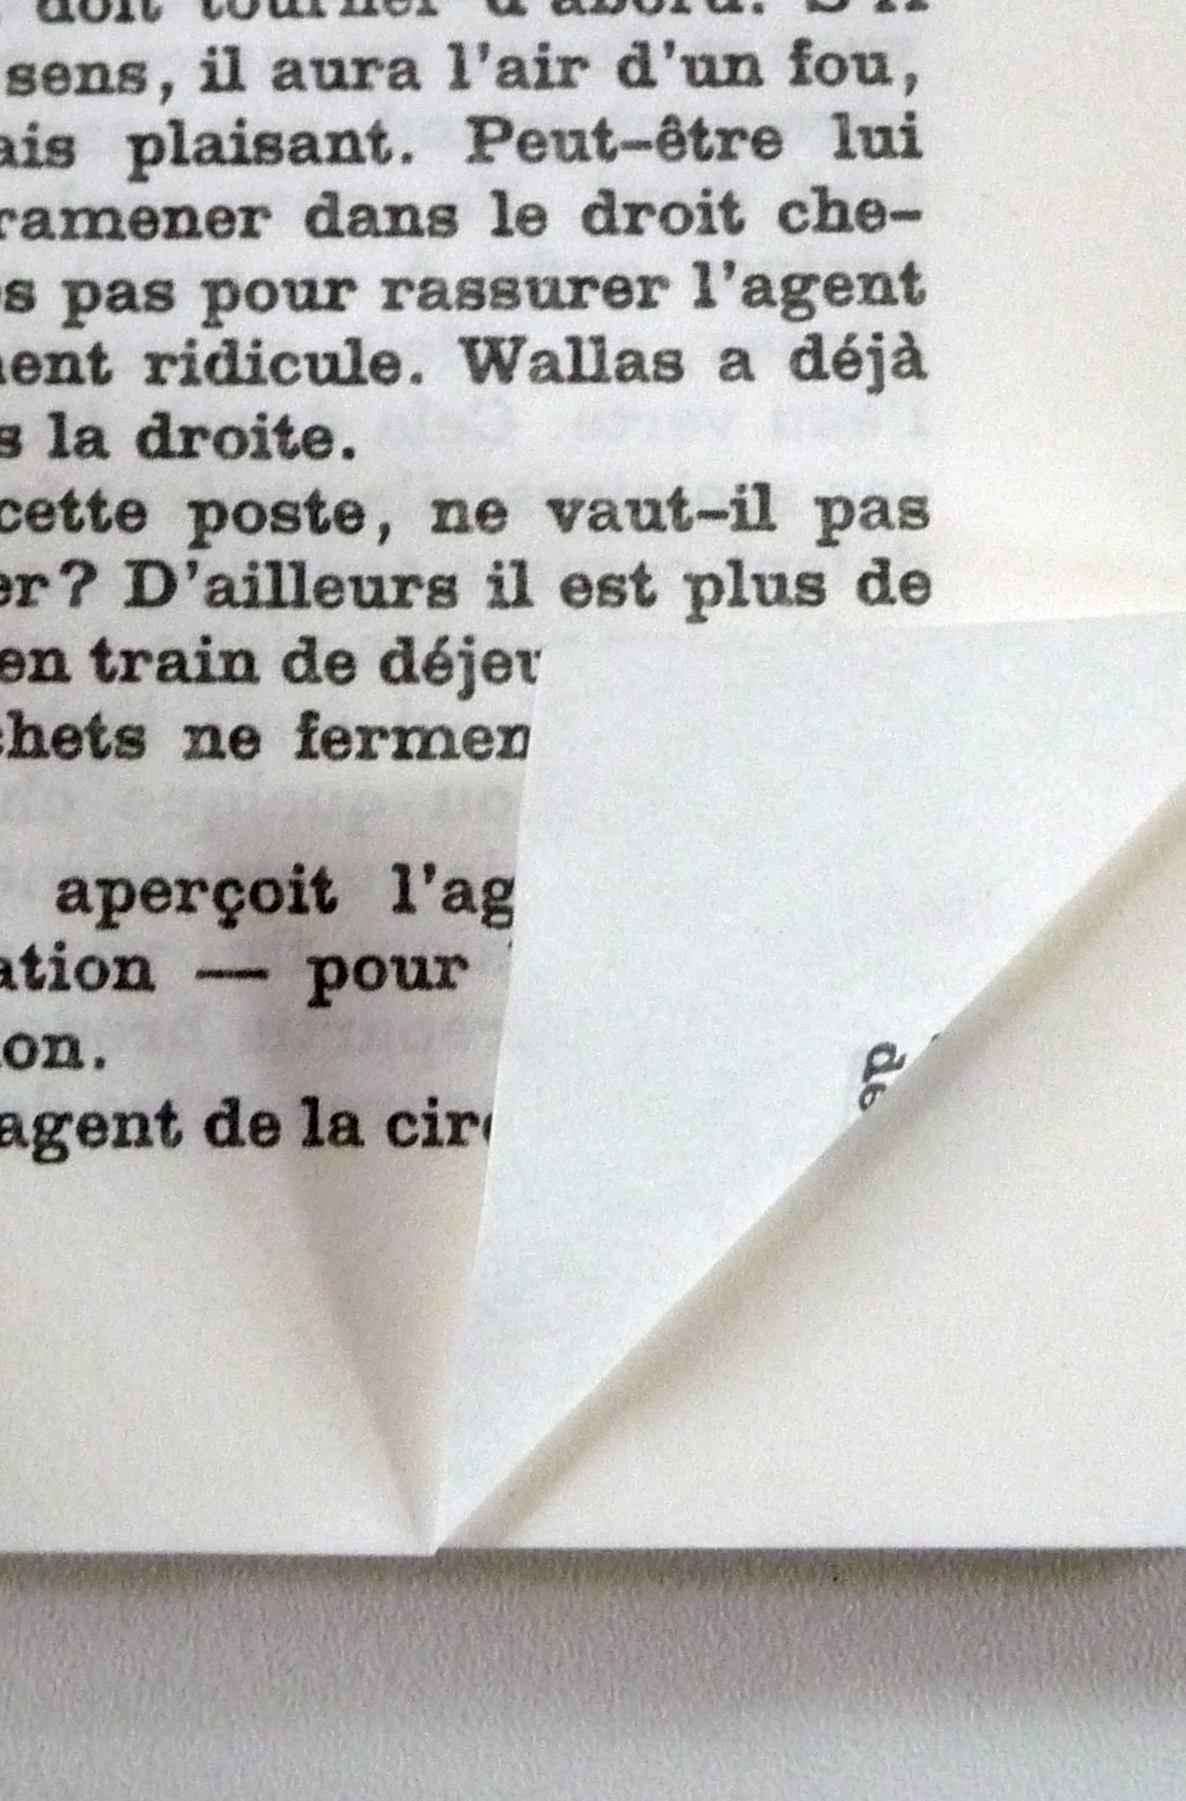 doit tourner d'abord. S'il
sens, il aura l'air d'un fou,
ais plaisant. Peut-être lui
ramener dans le droit che-
s pas pour rassurer l'agent
ent ridicule. Wallas a déjà
s la droite.
cette poste, ne vaut-il pas
er? D'ailleurs il est plus de
en train de déjeu
chets ne fermen
aperçoit l'ag
ation — pour
on.
agent de la circ
de